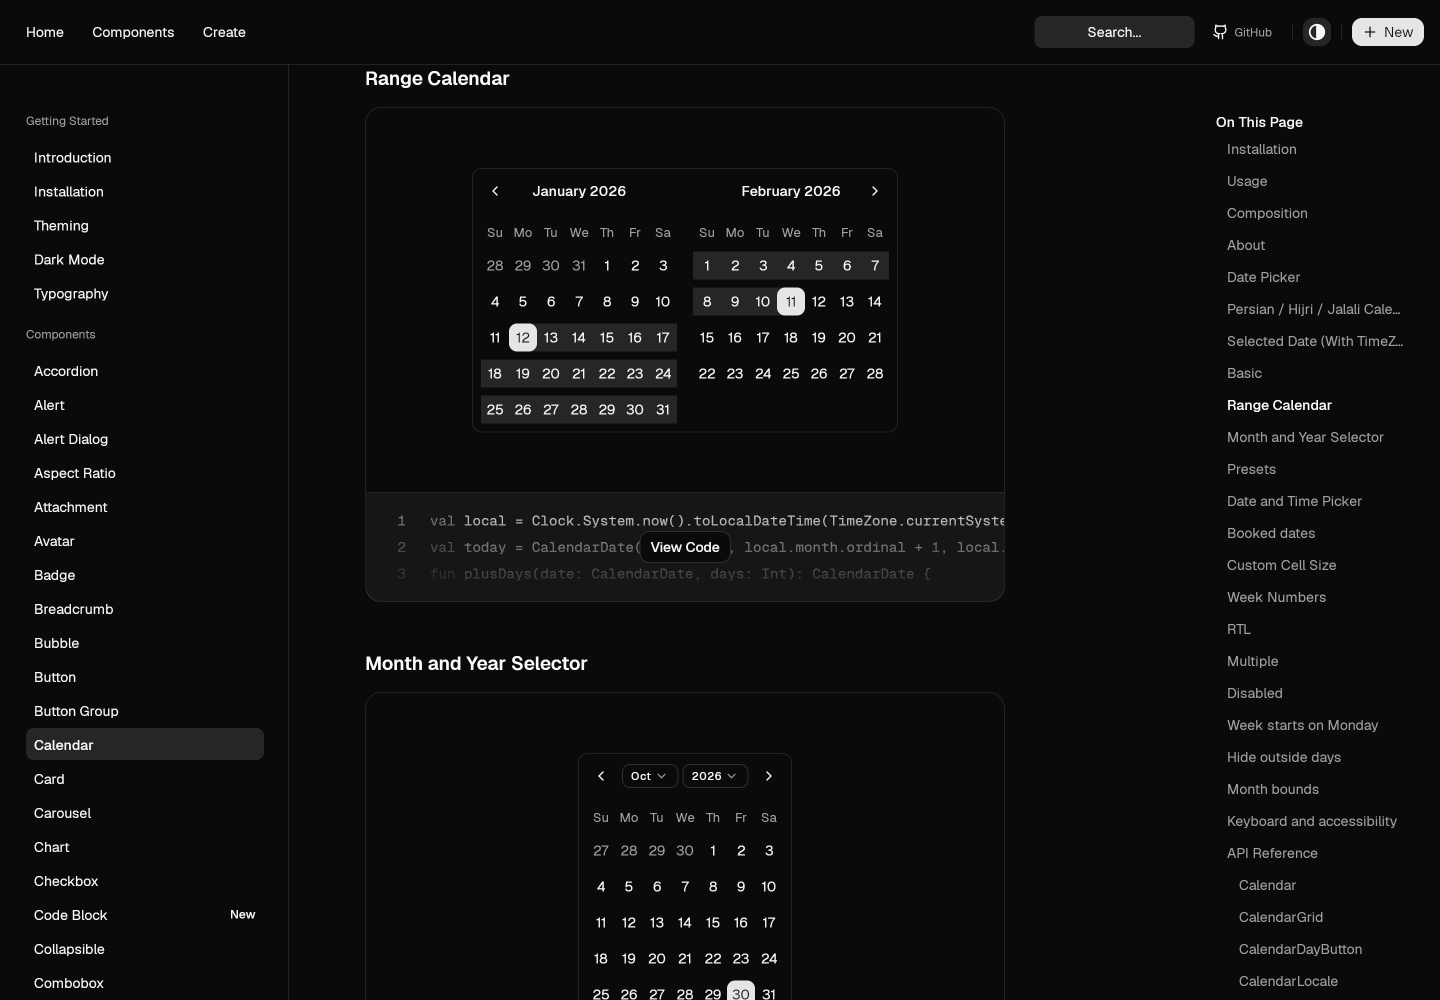 Home Components Create Search... GitHub New
Range Calendar
Getting Started
Introduction
Installation
Theming
Dark Mode
Typography
Components
Accordion
Alert
Alert Dialog
Aspect Ratio
Attachment
Avatar
Badge
Breadcrumb
Bubble
Button
Button Group
Calendar
Card
Carousel
Chart
Checkbox
Code Block New
Collapsible
Combobox
January 2026
Su Mo Tu We Th Fr Sa
28 29 30 31 1 2 3
4 5 6 7 8 9 10
11 12 13 14 15 16 17
18 19 20 21 22 23 24
25 26 27 28 29 30 31
February 2026
Su Mo Tu We Th Fr Sa
1 2 3 4 5 6 7
8 9 10 11 12 13 14
15 16 17 18 19 20 21
22 23 24 25 26 27 28
1 val local = Clock.System.now().toLocalDateTime(TimeZone.currentSyste
2 val today = CalendarDate( , local.month.ordinal + 1, local.
View Code
3 fun plusDays(date: CalendarDate, days: Int): CalendarDate {
Month and Year Selector
Oct 2026
Su Mo Tu We Th Fr Sa
27 28 29 30 1 2 3
4 5 6 7 8 9 10
11 12 13 14 15 16 17
18 19 20 21 22 23 24
25 26 27 28 29 30 31
On This Page
Installation
Usage
Composition
About
Date Picker
Persian / Hijri / Jalali Cale...
Selected Date (With TimeZ...
Basic
Range Calendar
Month and Year Selector
Presets
Date and Time Picker
Booked dates
Custom Cell Size
Week Numbers
RTL
Multiple
Disabled
Week starts on Monday
Hide outside days
Month bounds
Keyboard and accessibility
API Reference
Calendar
CalendarGrid
CalendarDayButton
CalendarLocale